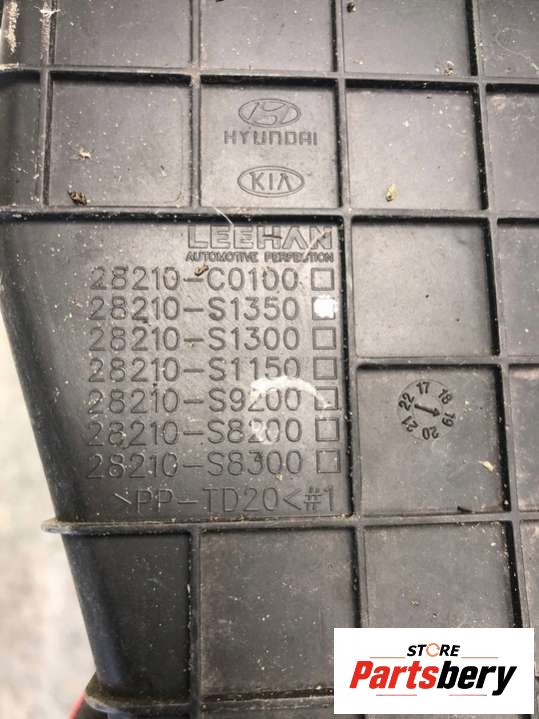 HYUNDAI
KIA
LEEHAN
AUTOMOTIVE PERFECTION
28210-C0100
28210-S1350
28210-S1300
28210-S1150
28210-S9200
28210-S8200
28210-S8300
>PP-TD20<#1
17 18 19 20 21 22
STORE
Partsbery